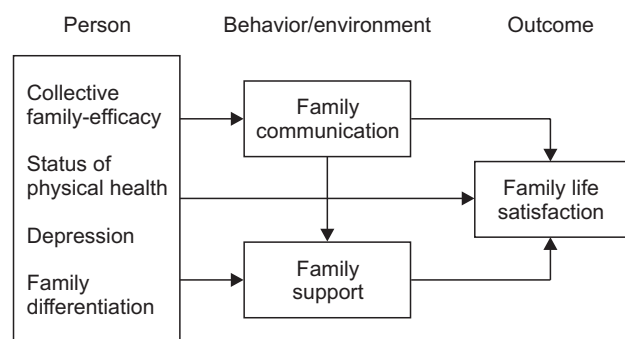 Person
Behavior/environment
Outcome
Collective
family-efficacy
Status of
physical health
Depression
Family
differentiation
Family
communication
Family
support
Family life
satisfaction